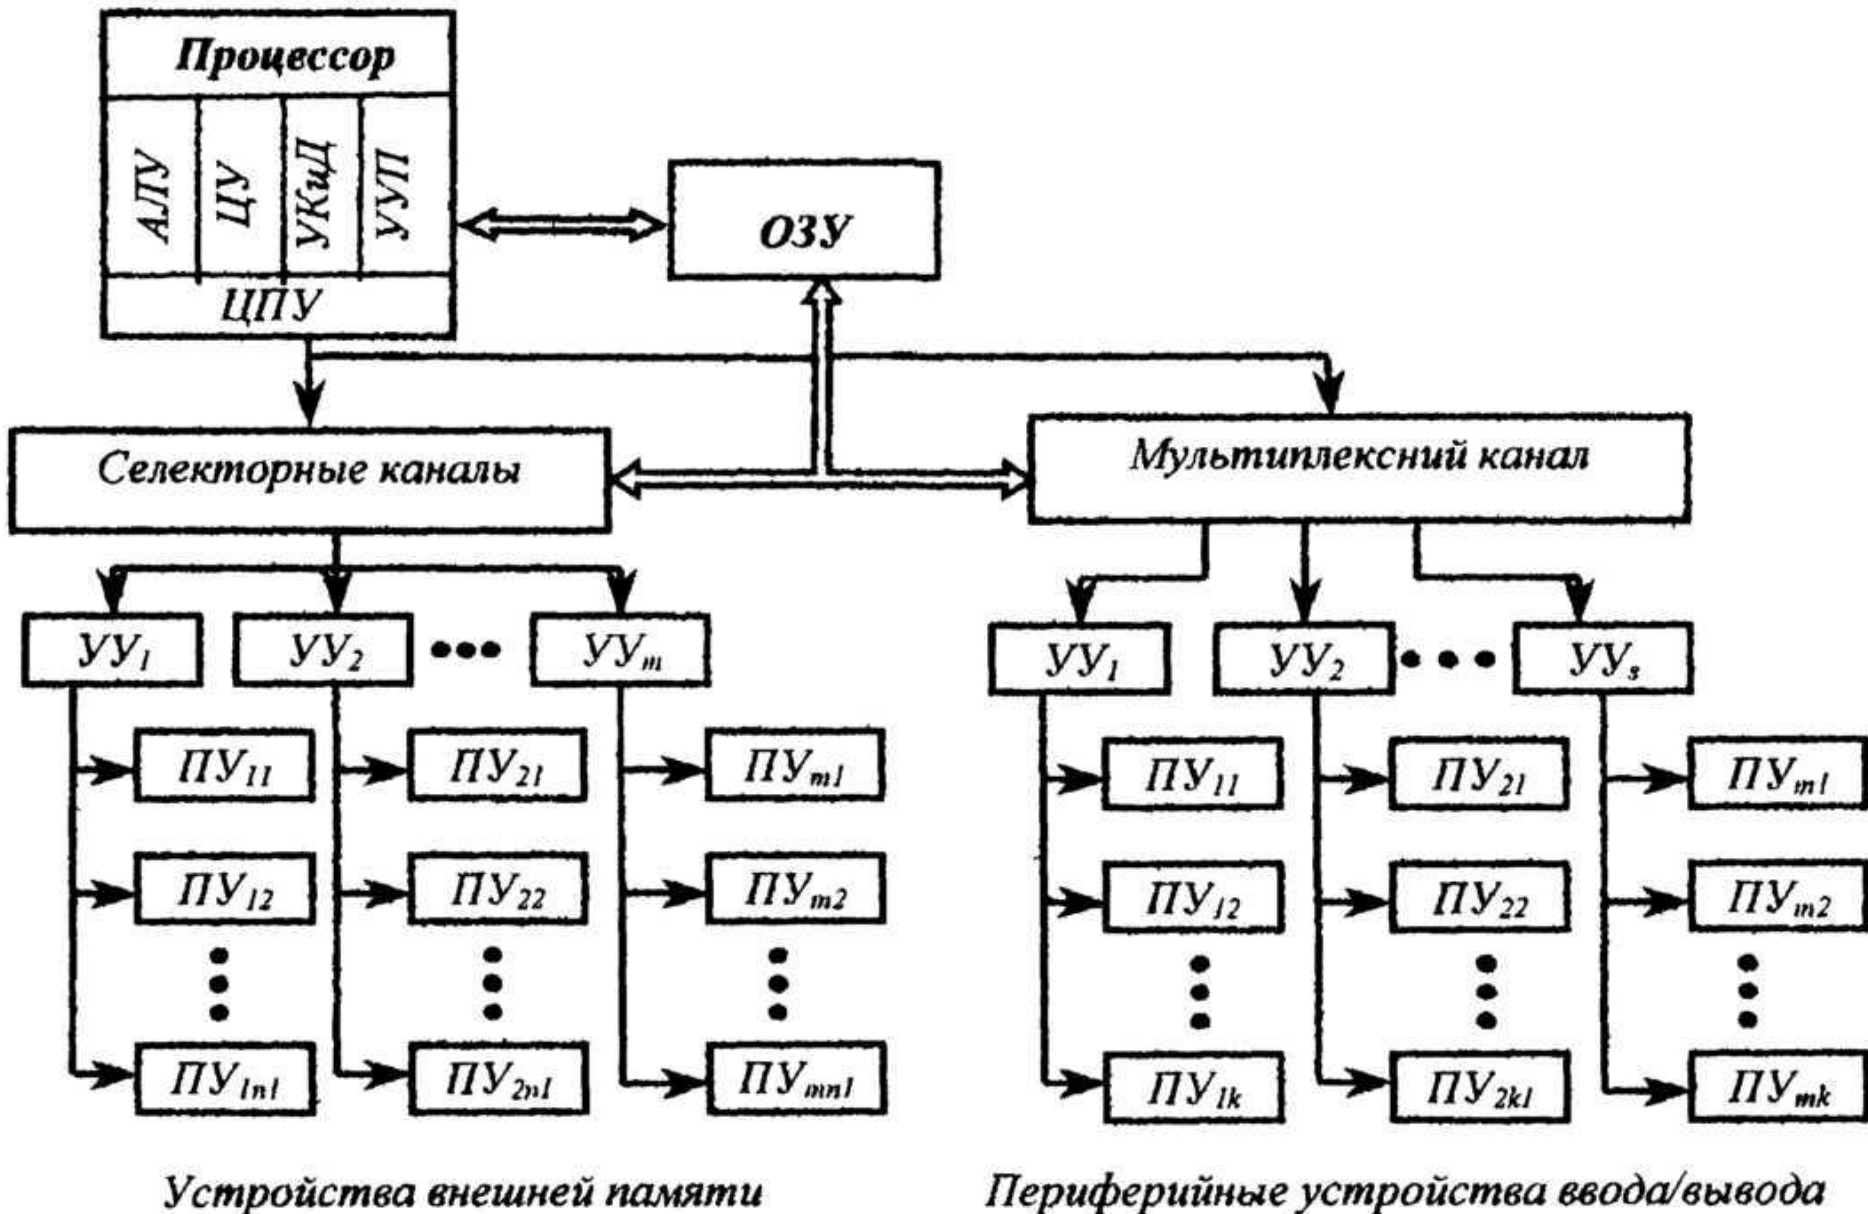 Процессор
АЛУ
ЦУ
УКиД
УУП
ЦПУ
ОЗУ
Селекторные каналы
Мультиплексний канал
УУ1
УУ2
УУm
УУ1
УУ2
УУs
ПУ11
ПУ21
ПУm1
ПУ11
ПУ21
ПУm1
ПУ12
ПУ22
ПУm2
ПУ12
ПУ22
ПУm2
ПУ1n1
ПУ2n1
ПУmn1
ПУ1k
ПУ2k1
ПУmk
Устройства внешней памяти
Периферийные устройства ввода/вывода